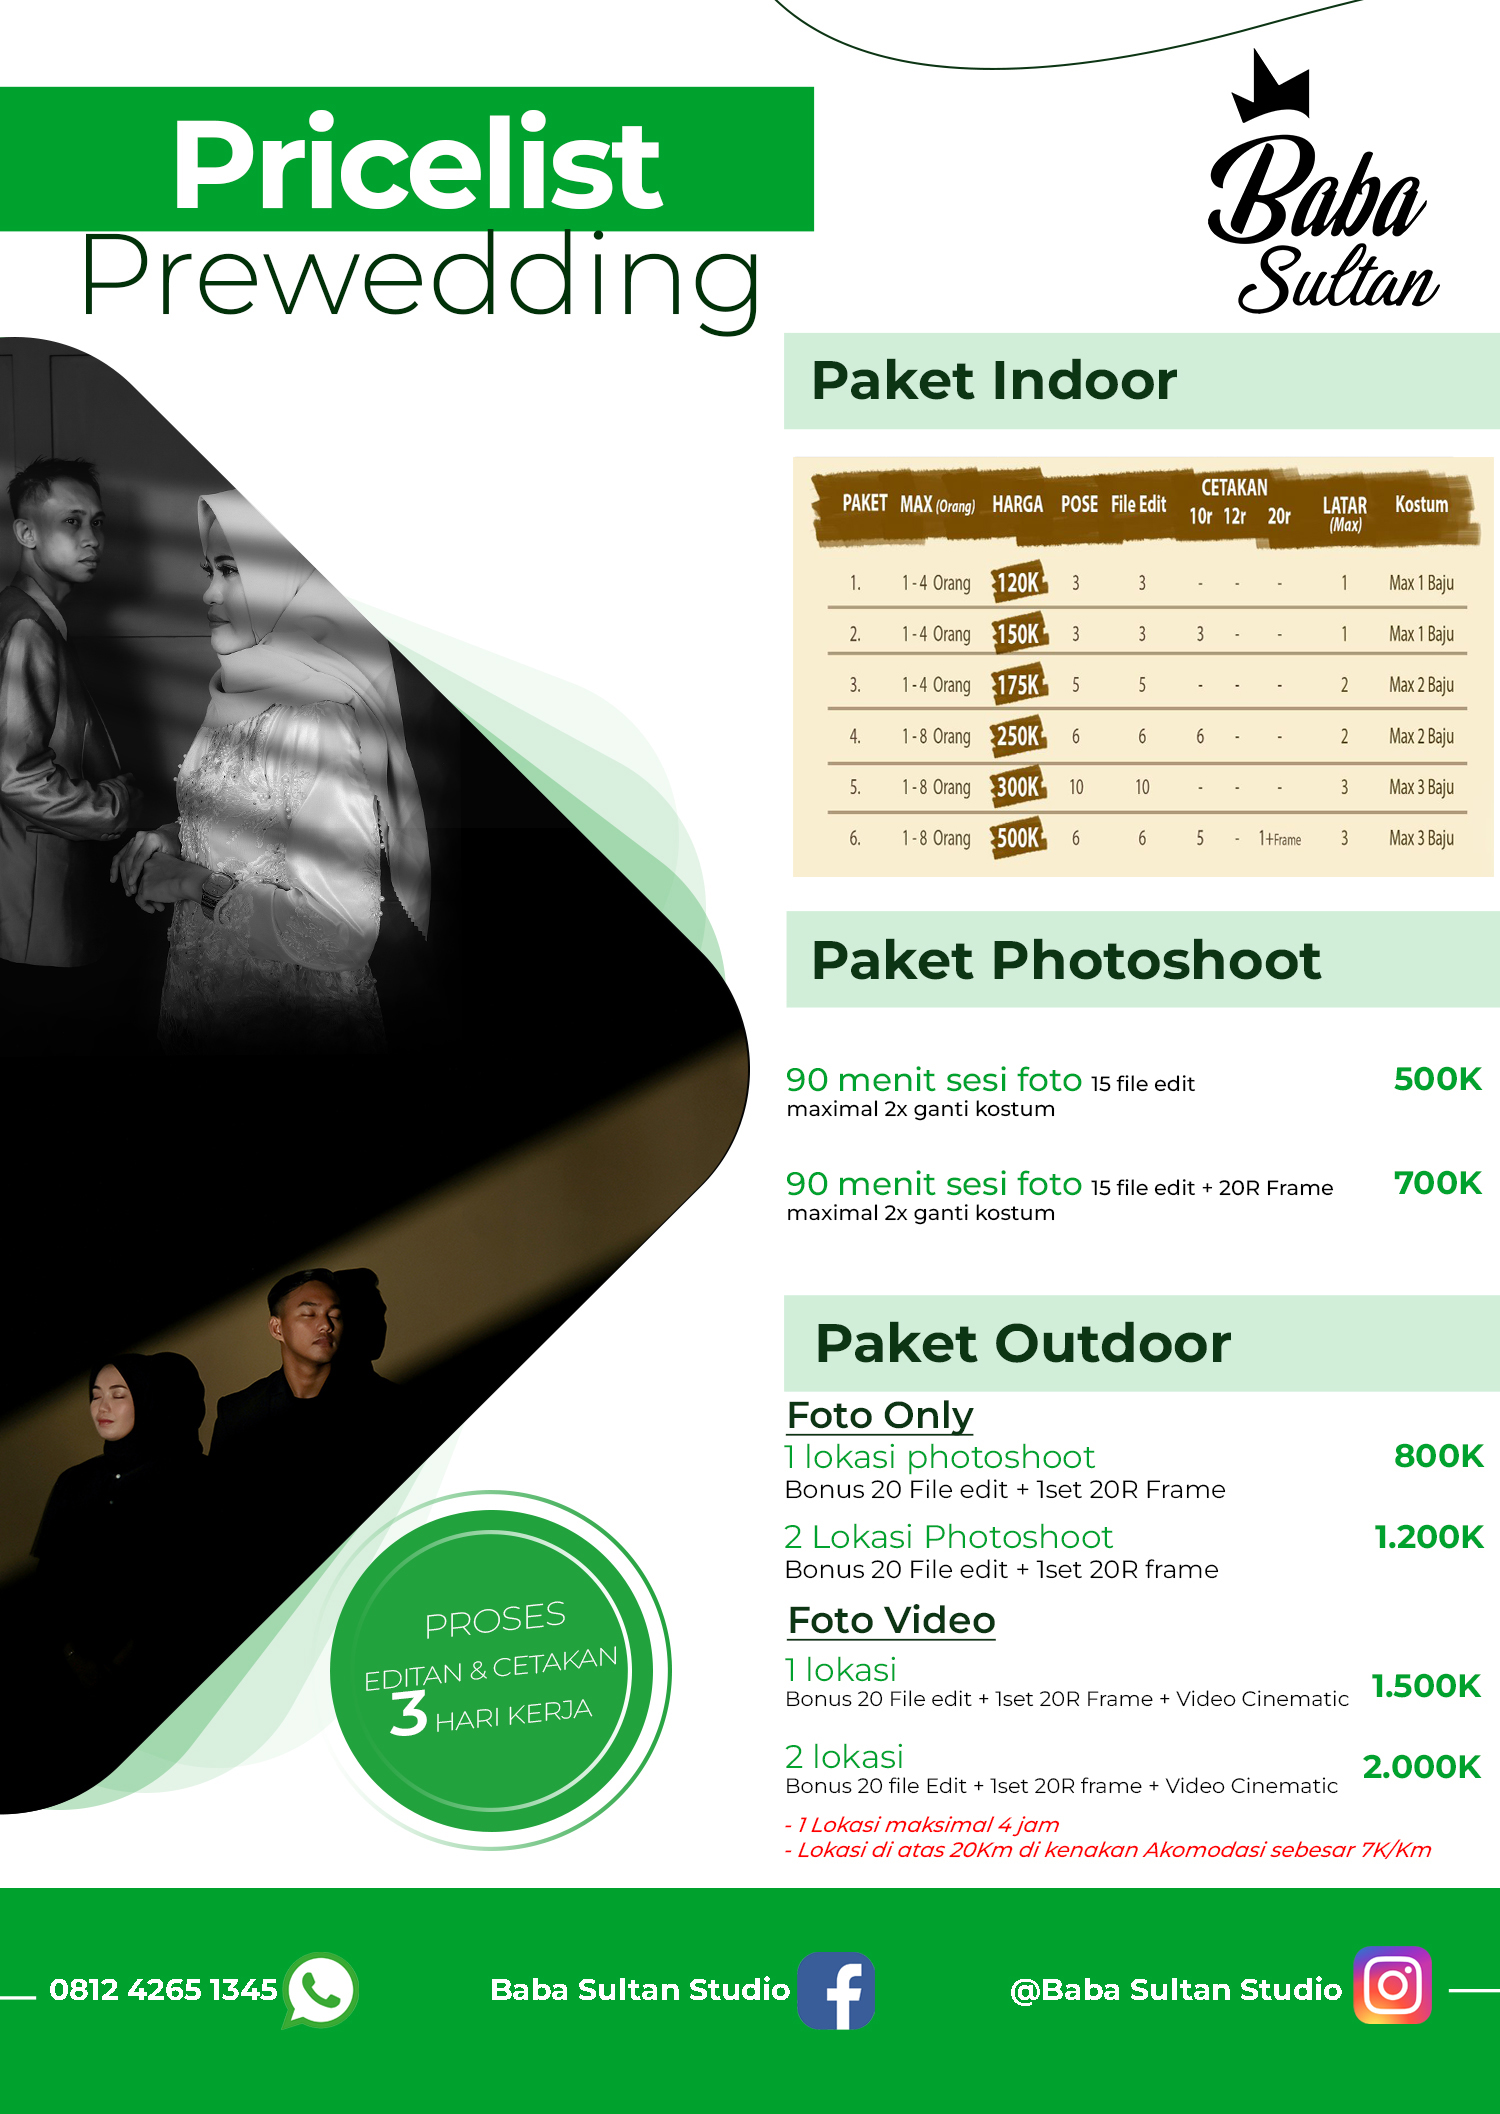 Pricelist
Prewedding
Baba
Sultan
Paket Indoor
PAKET MAX (Orang) HARGA POSE File Edit CETAKAN 10r 12r 20r LATAR (Max) Kostum
1. 1 - 4 Orang 120K 3 3 - - - 1 Max 1 Baju
2. 1 - 4 Orang 150K 3 3 3 - - 1 Max 1 Baju
3. 1 - 4 Orang 175K 5 5 - - - 2 Max 2 Baju
4. 1 - 8 Orang 250K 6 6 6 - - 2 Max 2 Baju
5. 1 - 8 Orang 300K 10 10 - - - 3 Max 3 Baju
6. 1 - 8 Orang 500K 6 6 5 - 1+Frame 3 Max 3 Baju
Paket Photoshoot
90 menit sesi foto 15 file edit 500K
maximal 2x ganti kostum
90 menit sesi foto 15 file edit + 20R Frame 700K
maximal 2x ganti kostum
Paket Outdoor
Foto Only
1 lokasi photoshoot 800K
Bonus 20 File edit + 1set 20R Frame
2 Lokasi Photoshoot 1.200K
Bonus 20 File edit + 1set 20R frame
Foto Video
1 lokasi 1.500K
Bonus 20 File edit + 1set 20R Frame + Video Cinematic
2 lokasi 2.000K
Bonus 20 file Edit + 1set 20R frame + Video Cinematic
- 1 Lokasi maksimal 4 jam
- Lokasi di atas 20Km di kenakan Akomodasi sebesar 7K/Km
PROSES
EDITAN & CETAKAN
3 HARI KERJA
0812 4265 1345 Baba Sultan Studio @Baba Sultan Studio